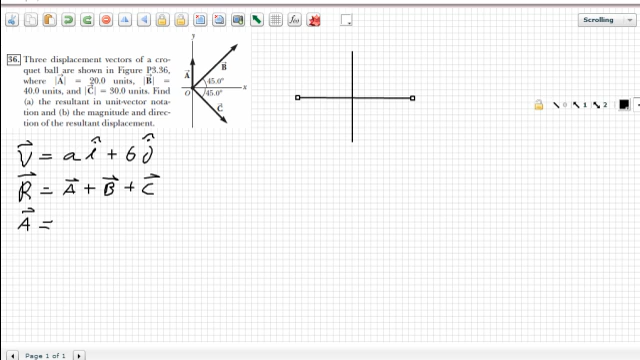 Scrolling
36. Three displacement vectors of a cro-
quet ball are shown in Figure P3.36,
where |A⃗| = 20.0 units, |B⃗| =
40.0 units, and |C⃗| = 30.0 units. Find
(a) the resultant in unit-vector nota-
tion and (b) the magnitude and direc-
tion of the resultant displacement.
y
A⃗
B⃗
45.0°
O
x
45.0°
C⃗
V⃗ = a î + b ĵ
R⃗ = A⃗ + B⃗ + C⃗
A⃗ =
0 1 2
Page 1 of 1